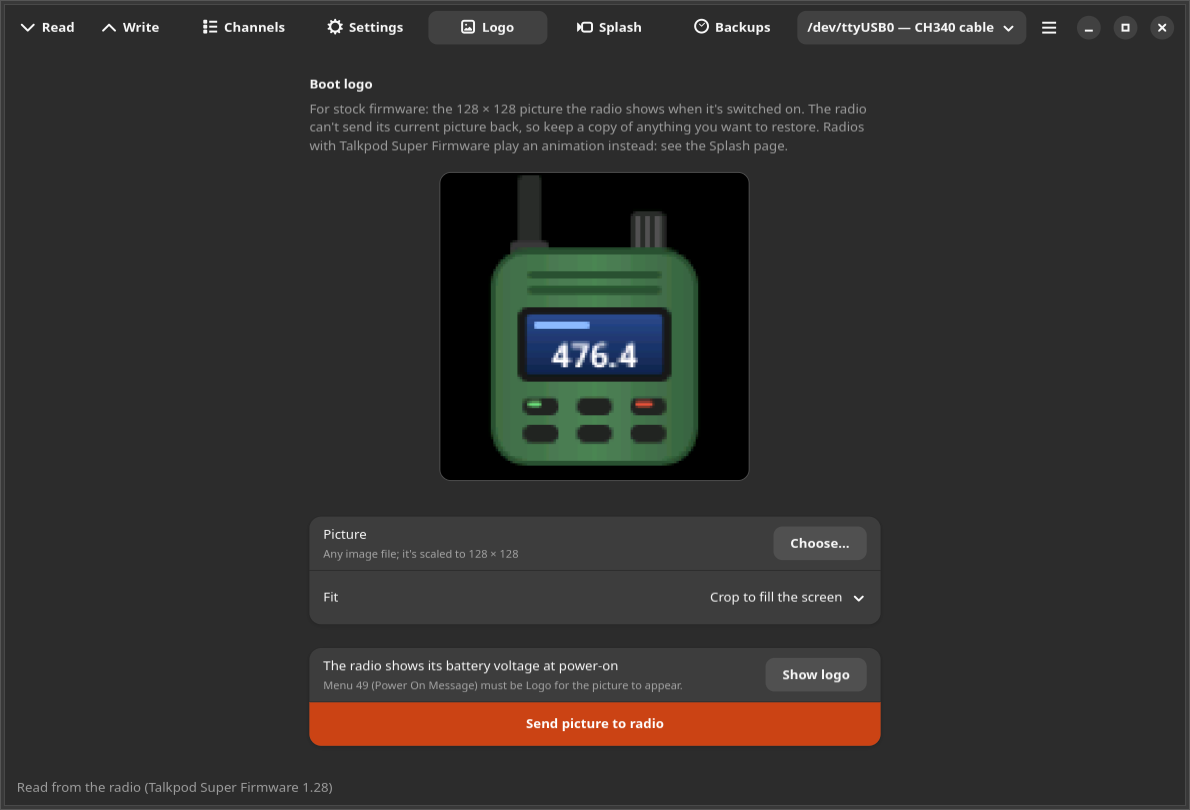 Read
Write
Channels
Settings
Logo
Splash
Backups
/dev/ttyUSB0 — CH340 cable
Boot logo
For stock firmware: the 128 × 128 picture the radio shows when it's switched on. The radio
can't send its current picture back, so keep a copy of anything you want to restore. Radios
with Talkpod Super Firmware play an animation instead: see the Splash page.
476.4
Picture
Any image file; it's scaled to 128 × 128
Choose...
Fit
Crop to fill the screen
The radio shows its battery voltage at power-on
Menu 49 (Power On Message) must be Logo for the picture to appear.
Show logo
Send picture to radio
Read from the radio (Talkpod Super Firmware 1.28)